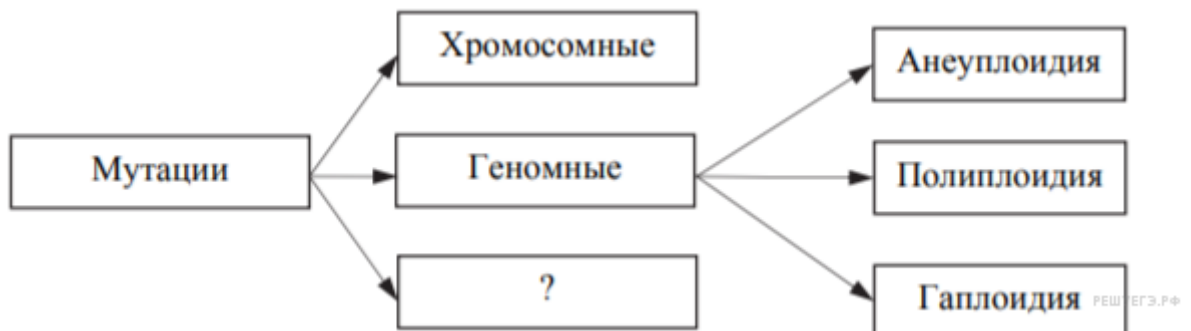 Хромосомные
Анеуплоидия
Мутации
Геномные
Полиплоидия
?
Гаплоидия
РЕШУЕГЭ.РФ